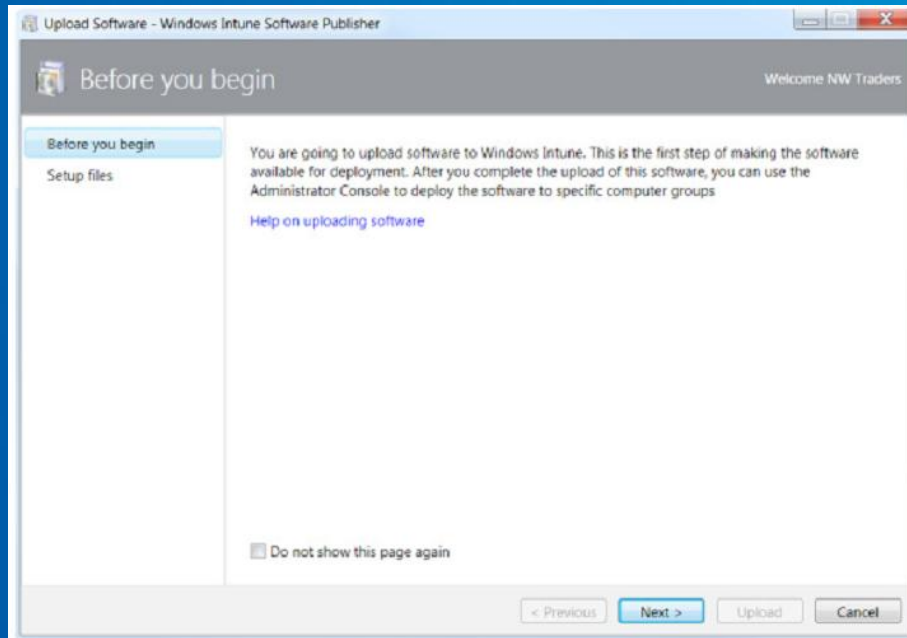 Upload Software - Windows Intune Software Publisher
Before you begin
Welcome NW Traders
Before you begin
Setup files
You are going to upload software to Windows Intune. This is the first step of making the software
available for deployment. After you complete the upload of this software, you can use the
Administrator Console to deploy the software to specific computer groups
Help on uploading software
Do not show this page again
< Previous
Next >
Upload
Cancel